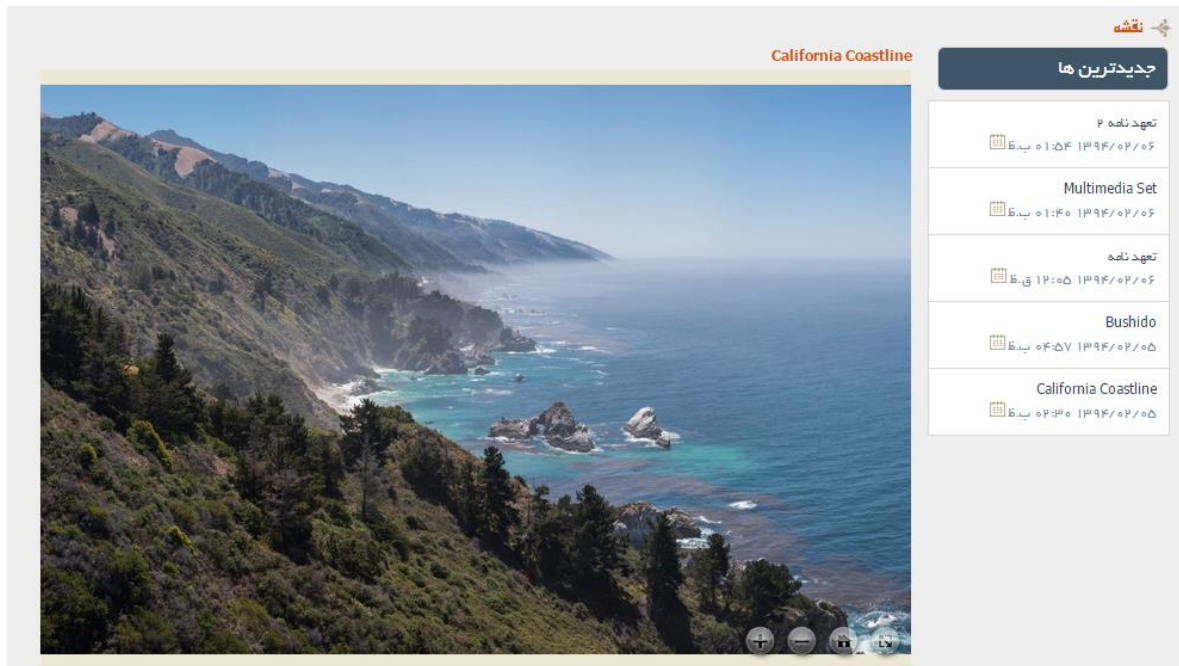 نقشه
California Coastline
جدیدترین ها
تعهد نامه ۲
۱۳۹۴/۰۲/۰۶ ۰۱:۵۴ ب.ظ
Multimedia Set
۱۳۹۴/۰۲/۰۶ ۰۱:۴۰ ب.ظ
تعهد نامه
۱۳۹۴/۰۲/۰۶ ۱۲:۰۵ ق.ظ
Bushido
۱۳۹۴/۰۲/۰۵ ۰۴:۵۷ ب.ظ
California Coastline
۱۳۹۴/۰۲/۰۵ ۰۲:۳۰ ب.ظ